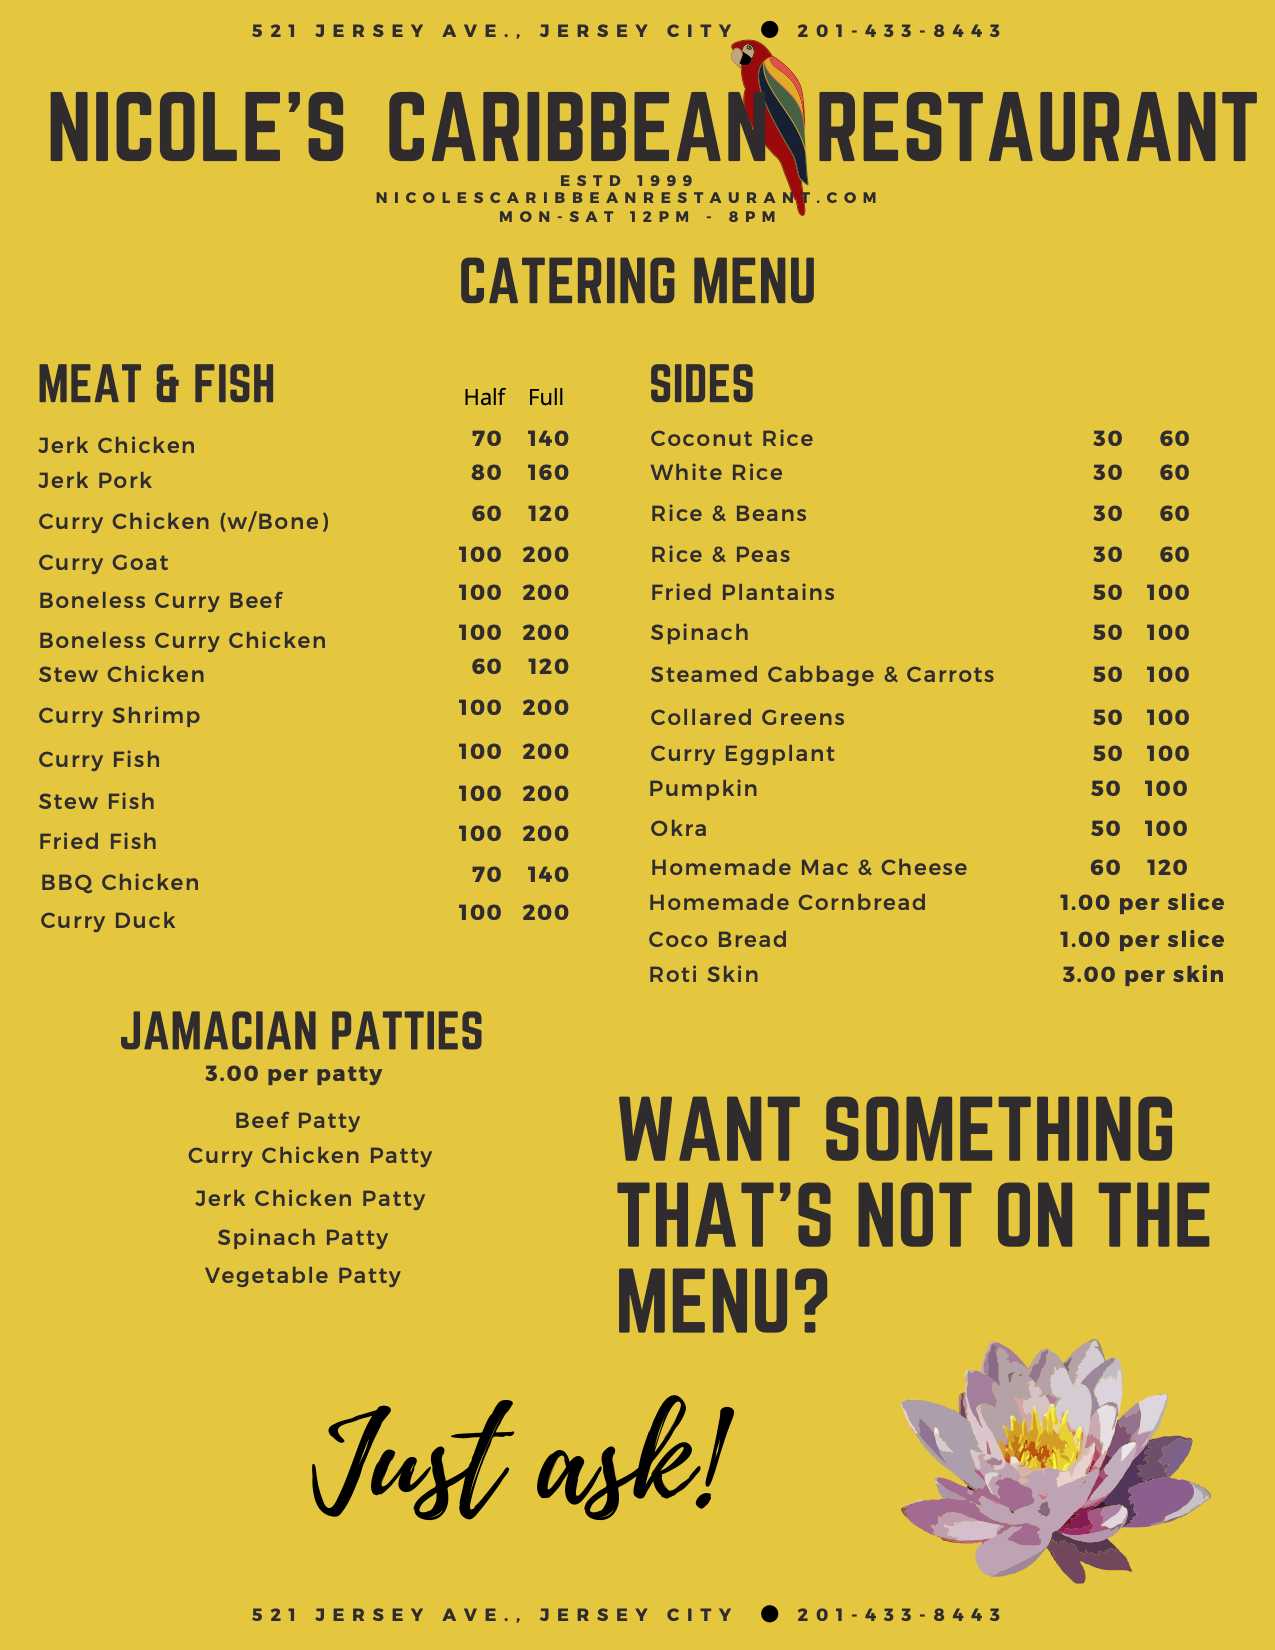 521 JERSEY AVE., JERSEY CITY ● 201-433-8443
NICOLE'S CARIBBEAN RESTAURANT
ESTD 1999
NICOLESCARIBBEANRESTAURANT.COM
MON-SAT 12PM - 8PM
CATERING MENU
MEAT & FISH Half Full
Jerk Chicken 70 140
Jerk Pork 80 160
Curry Chicken (w/Bone) 60 120
Curry Goat 100 200
Boneless Curry Beef 100 200
Boneless Curry Chicken 100 200
Stew Chicken 60 120
Curry Shrimp 100 200
Curry Fish 100 200
Stew Fish 100 200
Fried Fish 100 200
BBQ Chicken 70 140
Curry Duck 100 200
SIDES
Coconut Rice 30 60
White Rice 30 60
Rice & Beans 30 60
Rice & Peas 30 60
Fried Plantains 50 100
Spinach 50 100
Steamed Cabbage & Carrots 50 100
Collared Greens 50 100
Curry Eggplant 50 100
Pumpkin 50 100
Okra 50 100
Homemade Mac & Cheese 60 120
Homemade Cornbread 1.00 per slice
Coco Bread 1.00 per slice
Roti Skin 3.00 per skin
JAMACIAN PATTIES
3.00 per patty
Beef Patty
Curry Chicken Patty
Jerk Chicken Patty
Spinach Patty
Vegetable Patty
WANT SOMETHING
THAT'S NOT ON THE
MENU?
Just ask!
521 JERSEY AVE., JERSEY CITY ● 201-433-8443